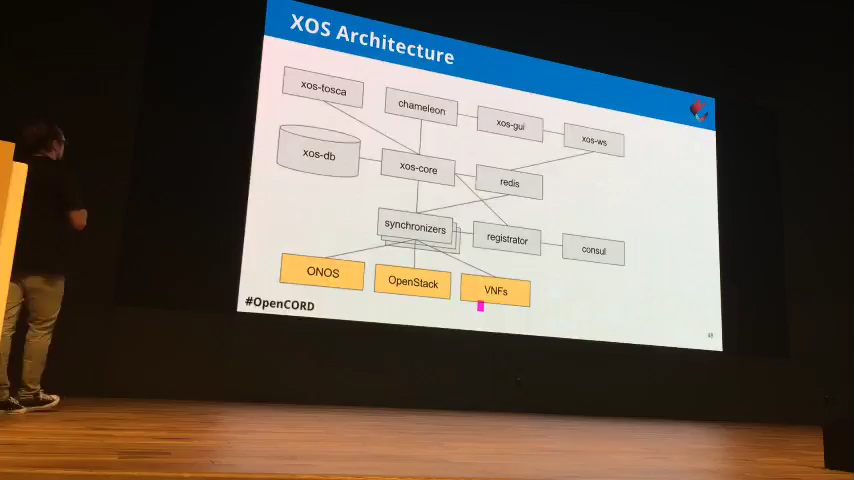 XOS Architecture
xos-tosca
chameleon
xos-gui
xos-ws
xos-db
xos-core
redis
synchronizers
registrator
consul
ONOS
OpenStack
VNFs
#OpenCORD